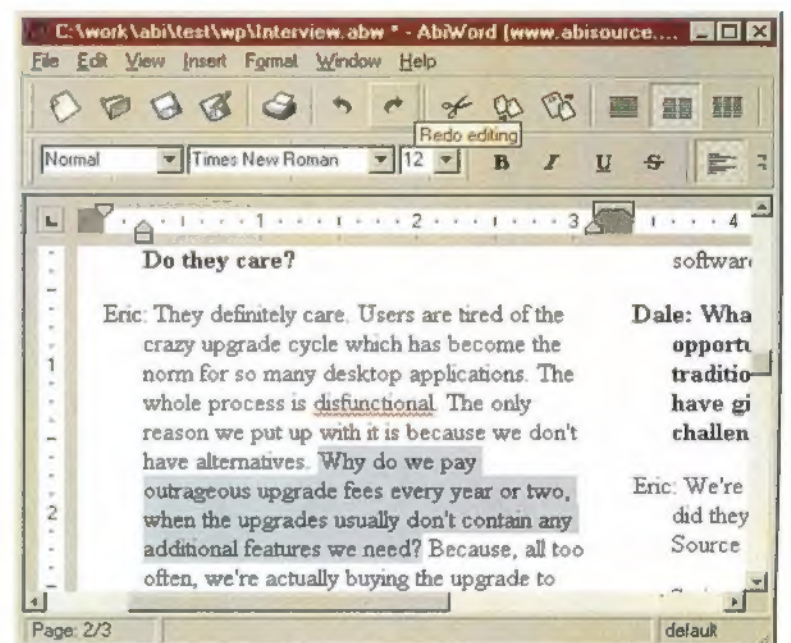 C:\work\abi\test\wp\Interview.abw * - AbiWord (www.abisource....
File Edit View Insert Format Window Help
Redo editing
Normal Times New Roman 12 B I U S
1 2 3 4
Do they care?
Eric: They definitely care. Users are tired of the
crazy upgrade cycle which has become the
norm for so many desktop applications. The
whole process is disfunctional. The only
reason we put up with it is because we don't
have alternatives. Why do we pay
outrageous upgrade fees every year or two,
when the upgrades usually don't contain any
additional features we need? Because, all too
often, we're actually buying the upgrade to
softwar
Dale: Wha
opportu
traditio
have gi
challen
Eric: We're
did they
Source
1
2
Page: 2/3 default